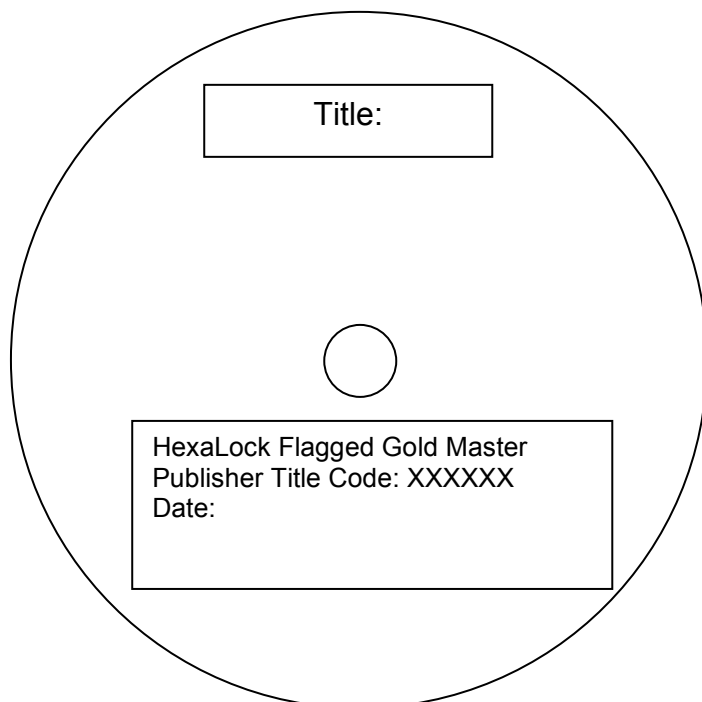 Title:
HexaLock Flagged Gold Master
Publisher Title Code: XXXXXX
Date: